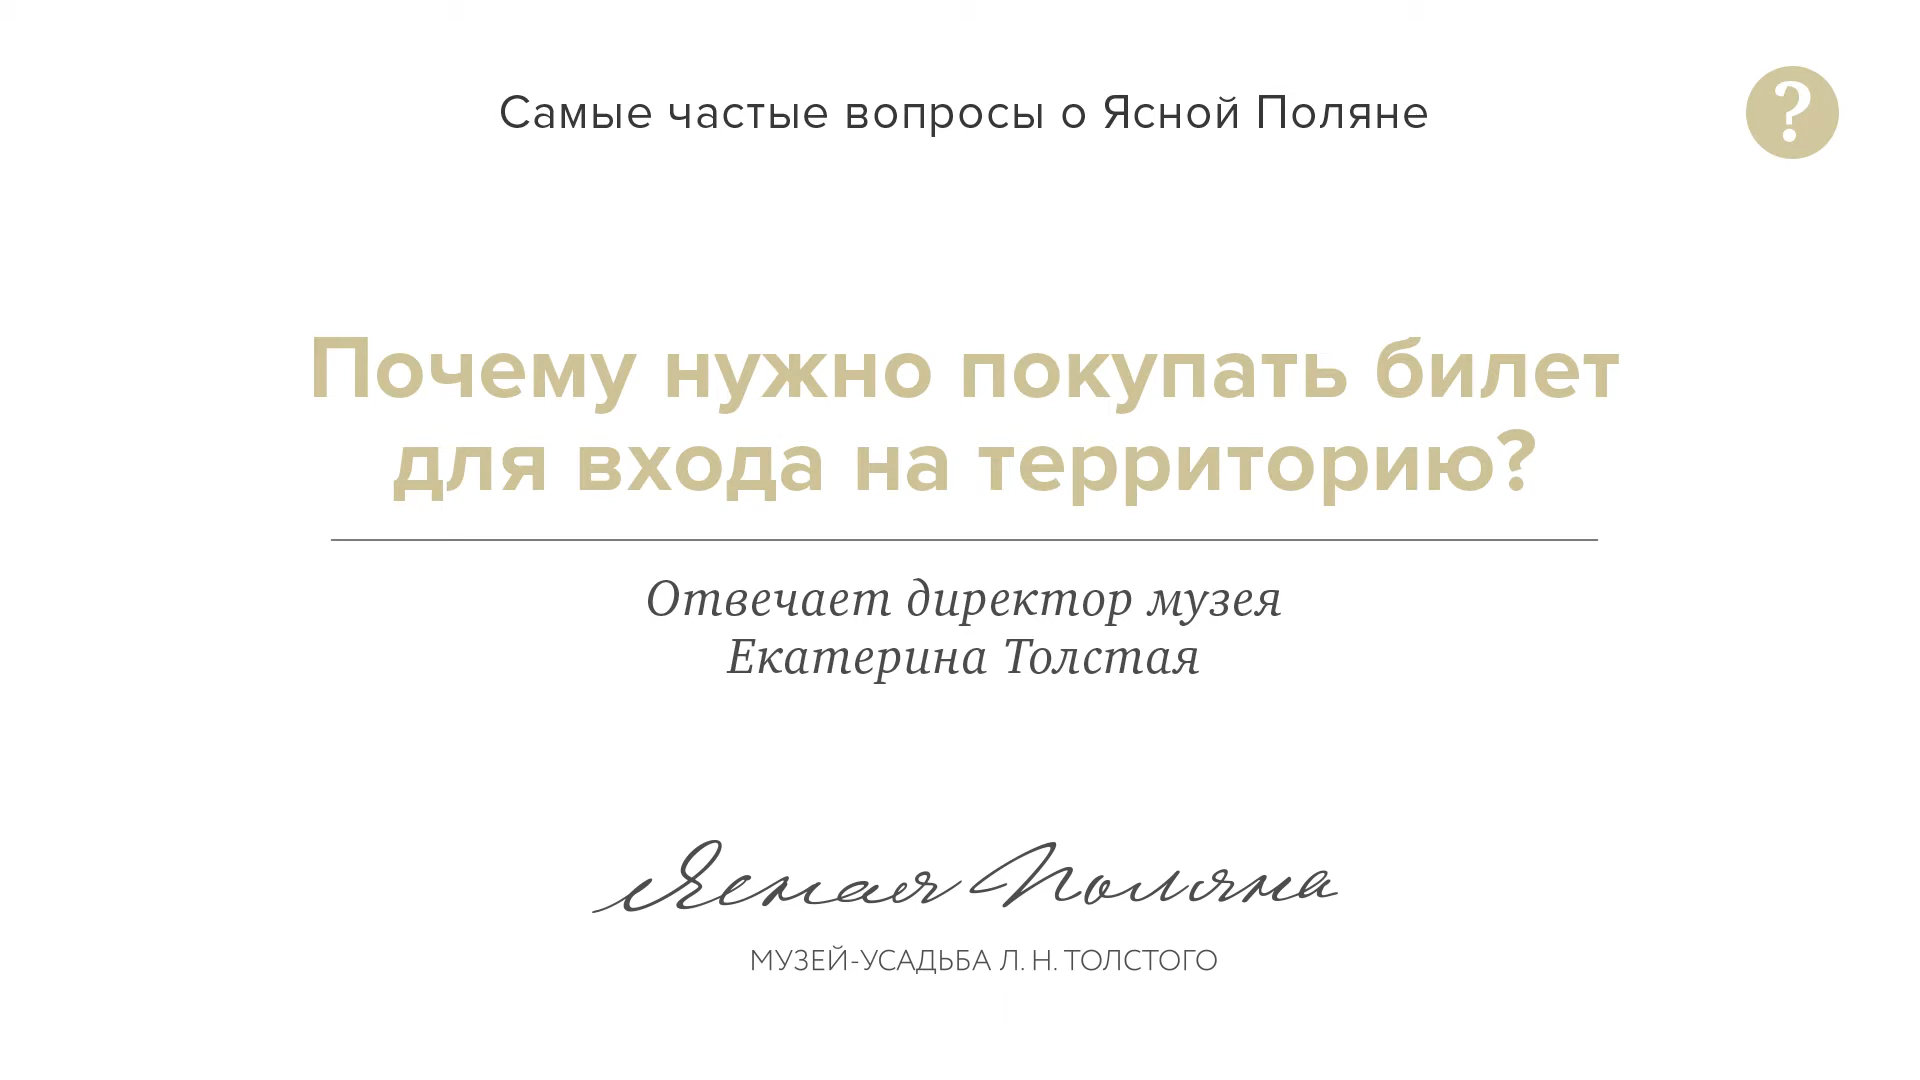 Самые частые вопросы о Ясной Поляне
?
Почему нужно покупать билет
для входа на территорию?
Отвечает директор музея
Екатерина Толстая
Ясная Поляна
МУЗЕЙ-УСАДЬБА Л. Н. ТОЛСТОГО